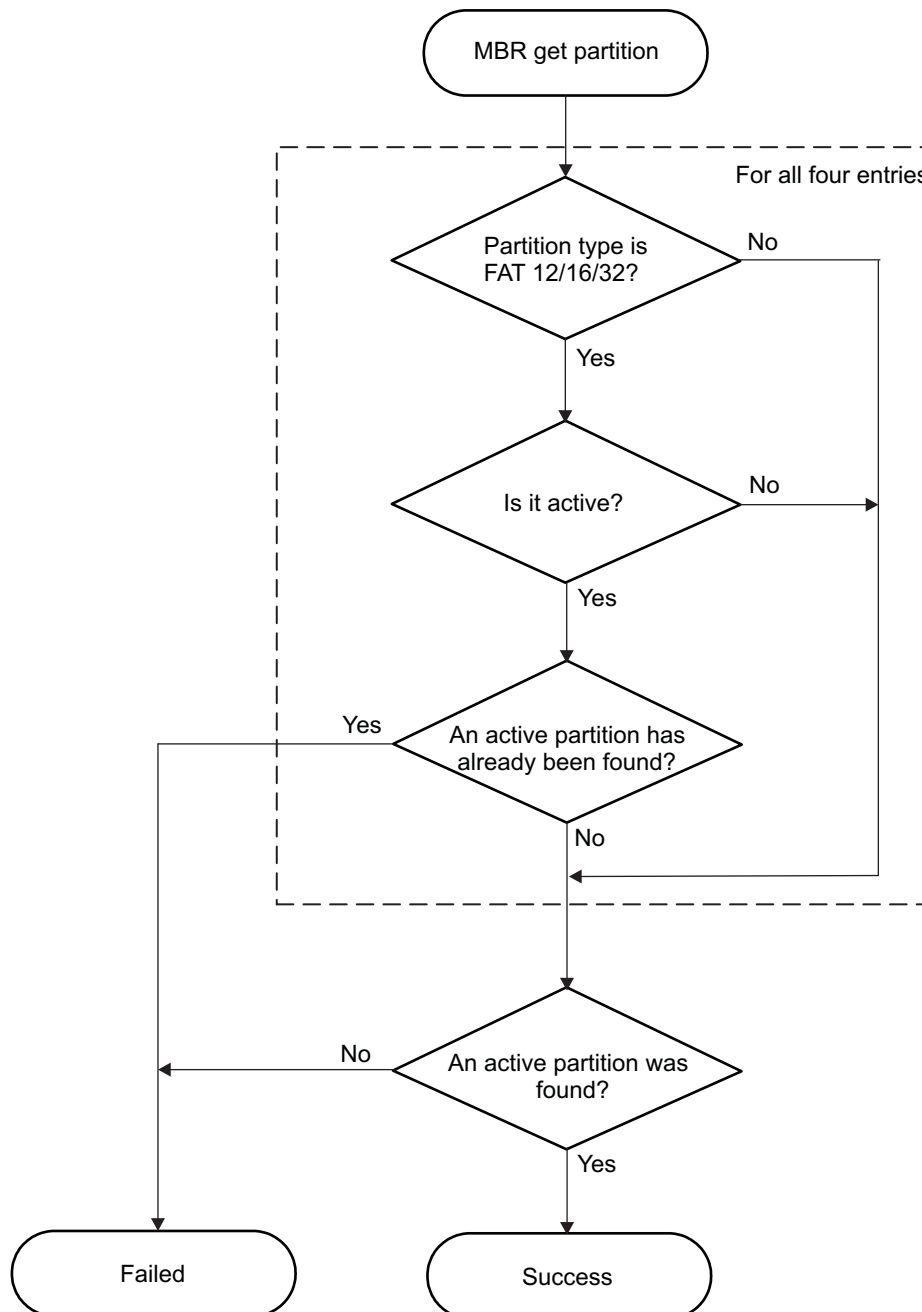 MBR get partition
For all four entries
Partition type is
FAT 12/16/32?
No
Yes
Is it active?
No
Yes
An active partition has
already been found?
Yes
No
An active partition was
found?
No
Yes
Failed
Success